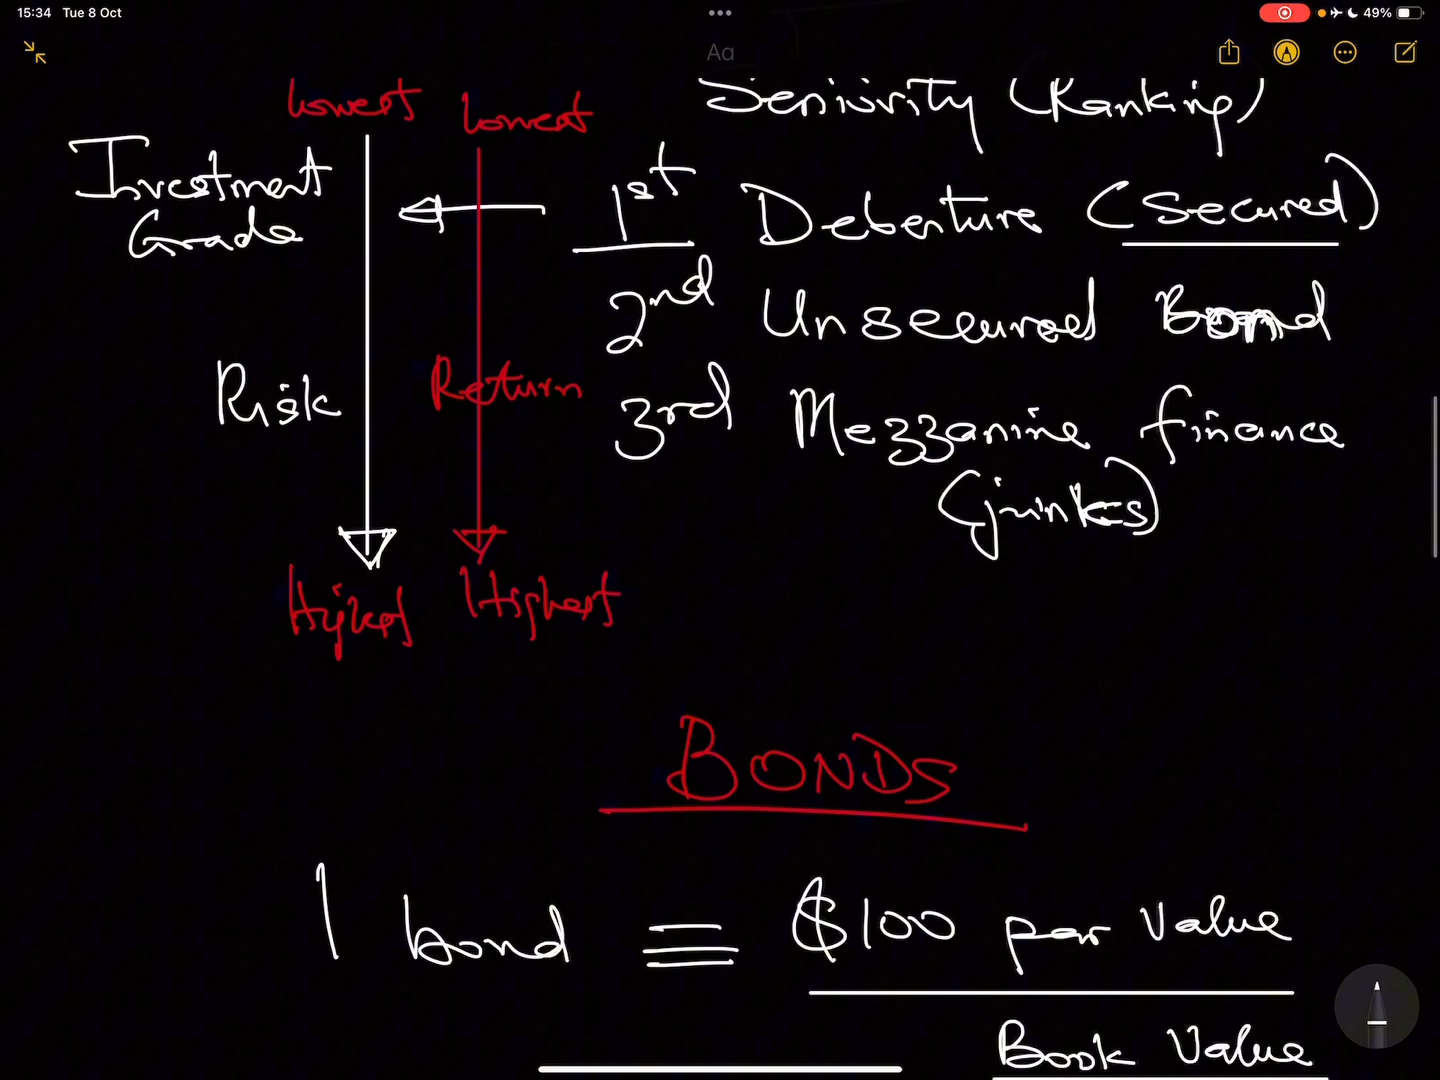 15:34 Tue 8 Oct
49%
Aa
Seniority (Ranking)
lowest lowest
Investment
Grade
1st Debenture (Secured)
2nd Unsecured Bond
Risk Return
3rd Mezzanine finance
(junks)
Highest Highest
BONDS
1 bond ≡ $100 par value
Book Value